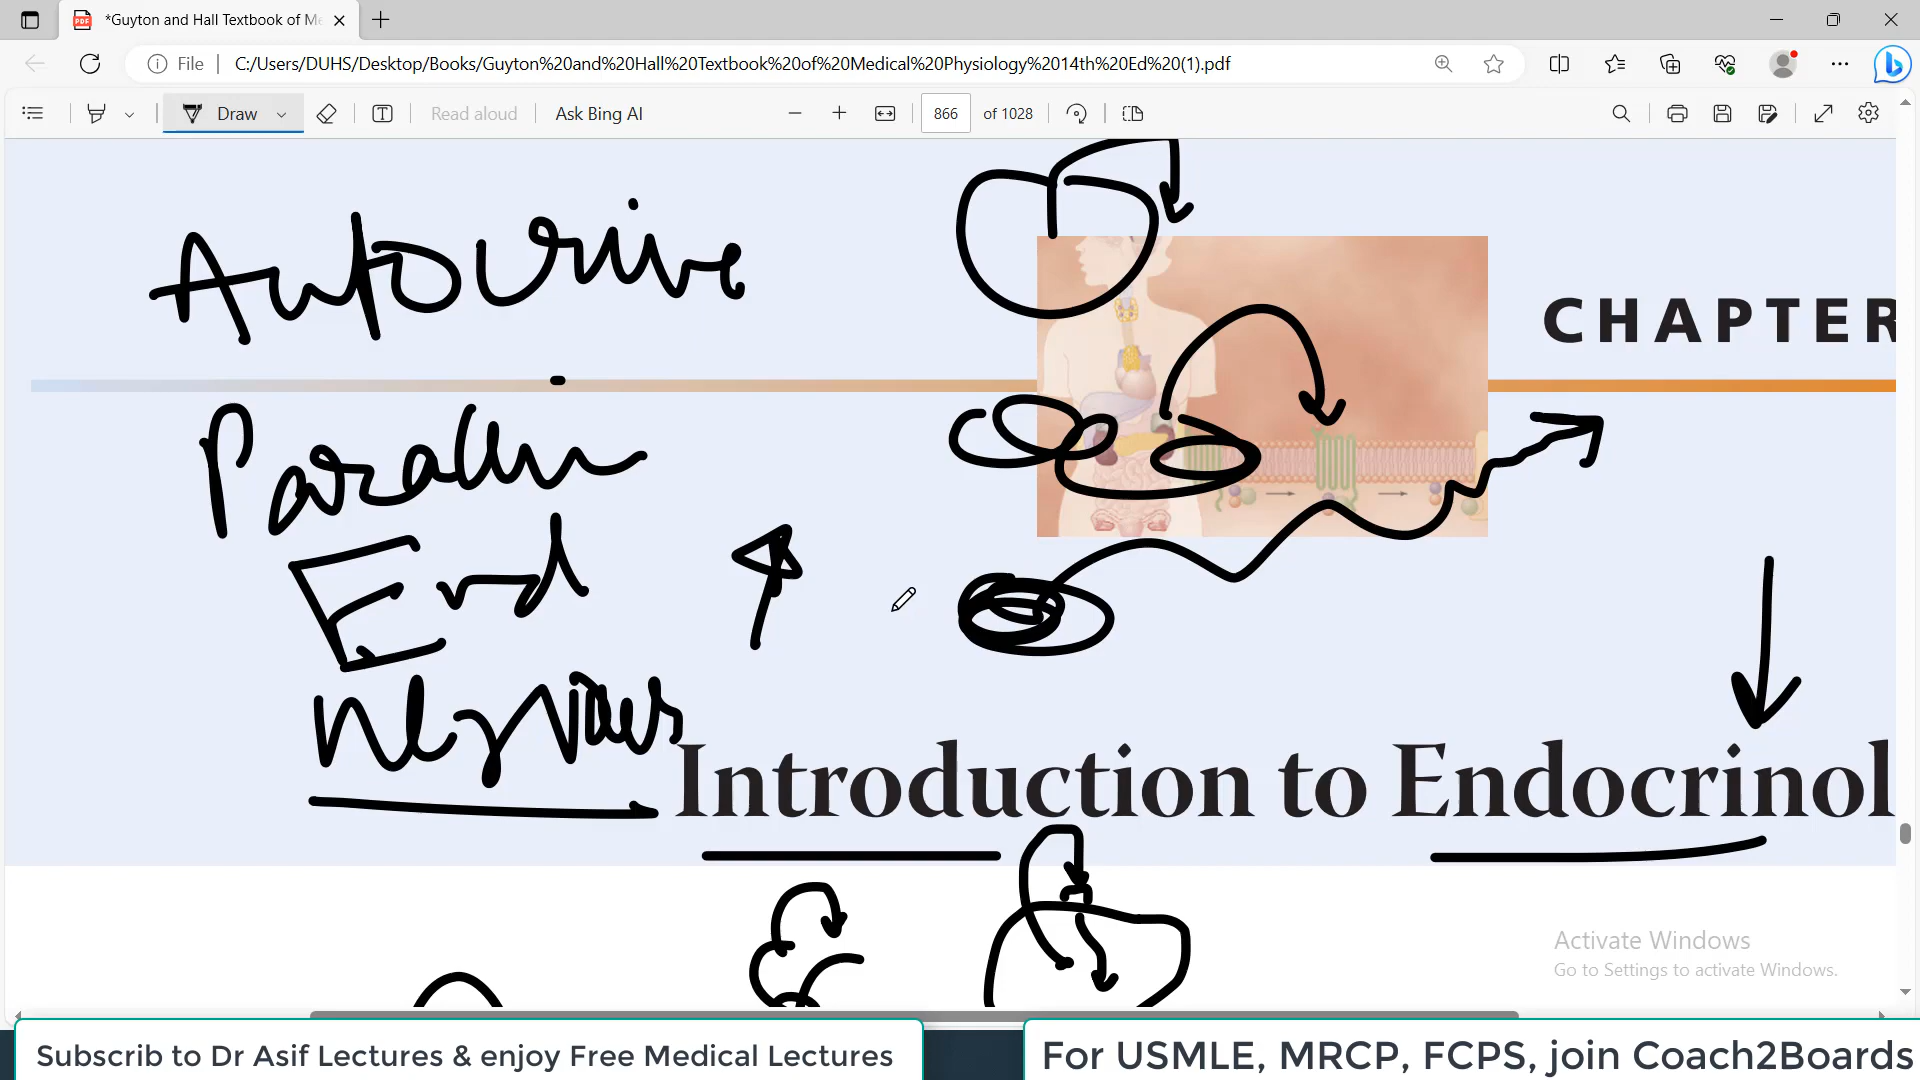 *Guyton and Hall Textbook of Me
File
C:/Users/DUHS/Desktop/Books/Guyton%20and%20Hall%20Textbook%20of%20Medical%20Physiology%2014th%20Ed%20(1).pdf
Draw
Read aloud
Ask Bing AI
866 of 1028
Autocrine
CHAPTER
End
Nervous
Introduction to Endocrinol
Activate Windows
Go to Settings to activate Windows.
Subscrib to Dr Asif Lectures & enjoy Free Medical Lectures
For USMLE, MRCP, FCPS, join Coach2Boards